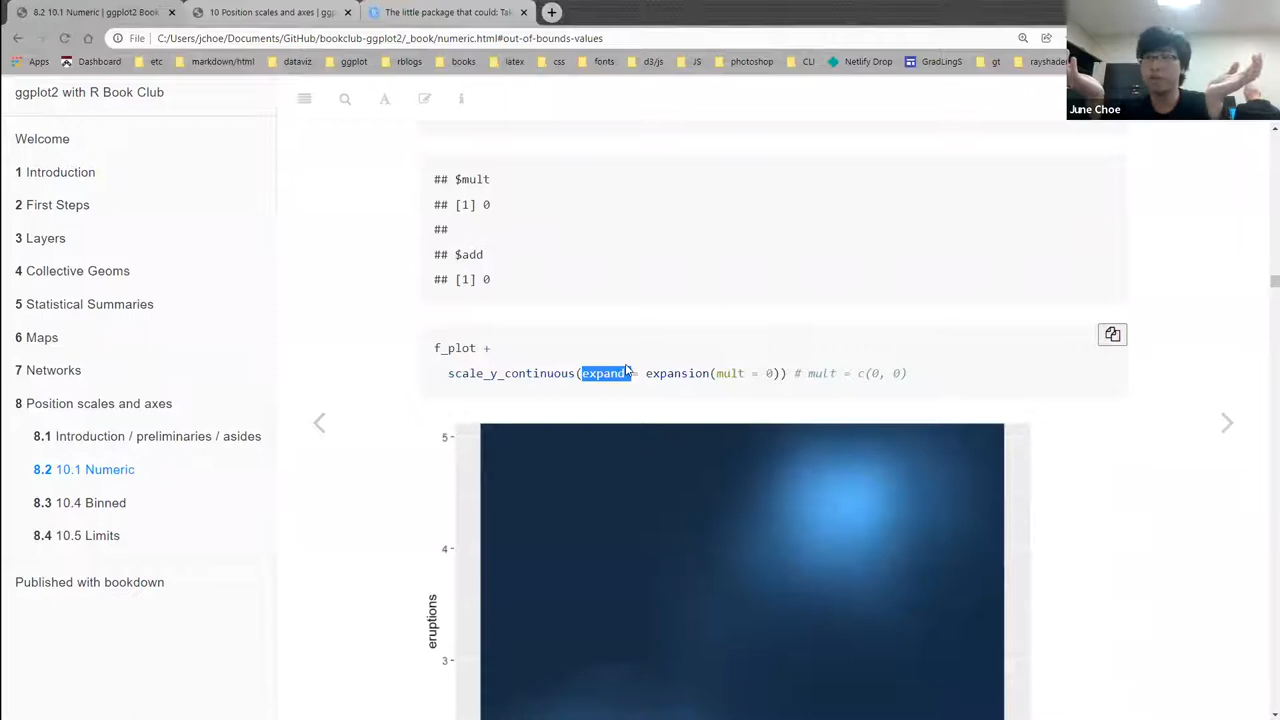 8.2 10.1 Numeric | ggplot2 Book
10 Position scales and axes | ggp
The little package that could: Tak
File
C:/Users/jchoe/Documents/GitHub/bookclub-ggplot2/_book/numeric.html#out-of-bounds-values
Apps
Dashboard
etc
markdown/html
dataviz
ggplot
rblogs
books
latex
css
fonts
d3/js
JS
photoshop
CLI
Netlify Drop
GradLingS
gt
rayshade
June Choe
ggplot2 with R Book Club
Welcome
1 Introduction
2 First Steps
3 Layers
4 Collective Geoms
5 Statistical Summaries
6 Maps
7 Networks
8 Position scales and axes
8.1 Introduction / preliminaries / asides
8.2 10.1 Numeric
8.3 10.4 Binned
8.4 10.5 Limits
Published with bookdown
## $mult
## [1] 0
##
## $add
## [1] 0
f_plot +
scale_y_continuous(expand = expansion(mult = 0)) # mult = c(0, 0)
5
4
eruptions
3